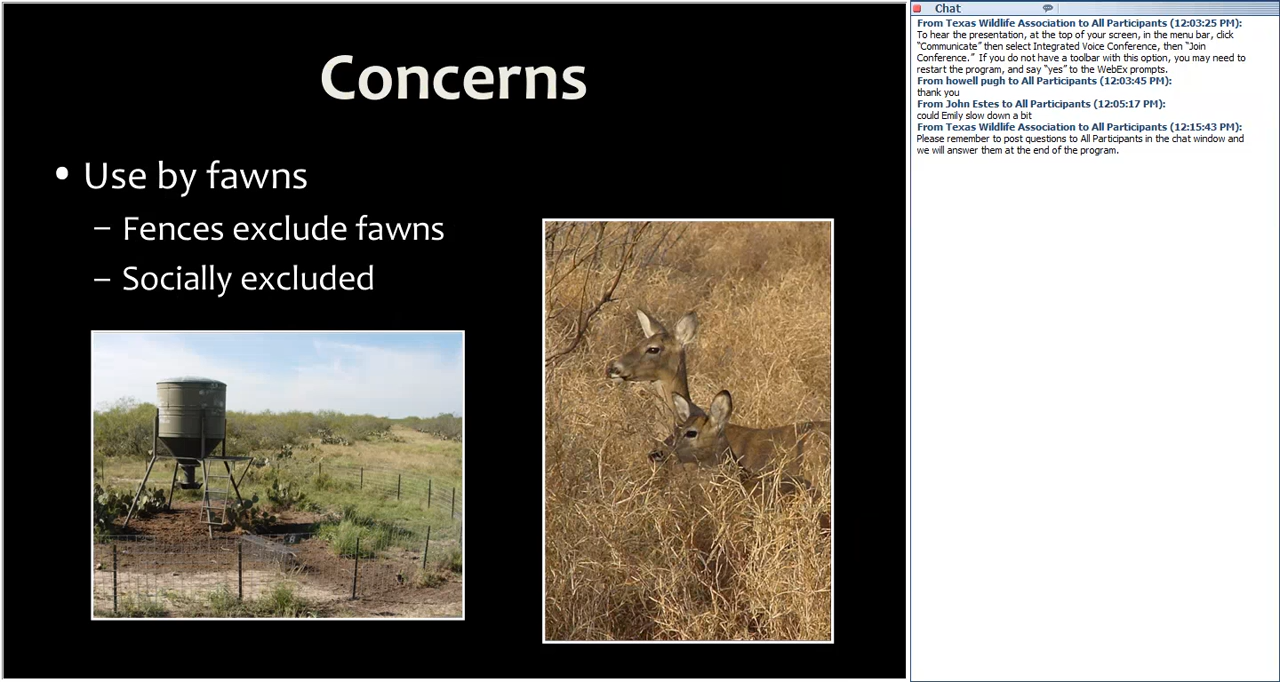 Concerns
• Use by fawns
– Fences exclude fawns
– Socially excluded
Chat
From Texas Wildlife Association to All Participants (12:03:25 PM):
To hear the presentation, at the top of your screen, in the menu bar, click
“Communicate” then select Integrated Voice Conference, then “Join
Conference.” If you do not have a toolbar with this option, you may need to
restart the program, and say “yes” to the WebEx prompts.
From howell pugh to All Participants (12:03:45 PM):
thank you
From John Estes to All Participants (12:05:17 PM):
could Emily slow down a bit
From Texas Wildlife Association to All Participants (12:15:43 PM):
Please remember to post questions to All Participants in the chat window and
we will answer them at the end of the program.